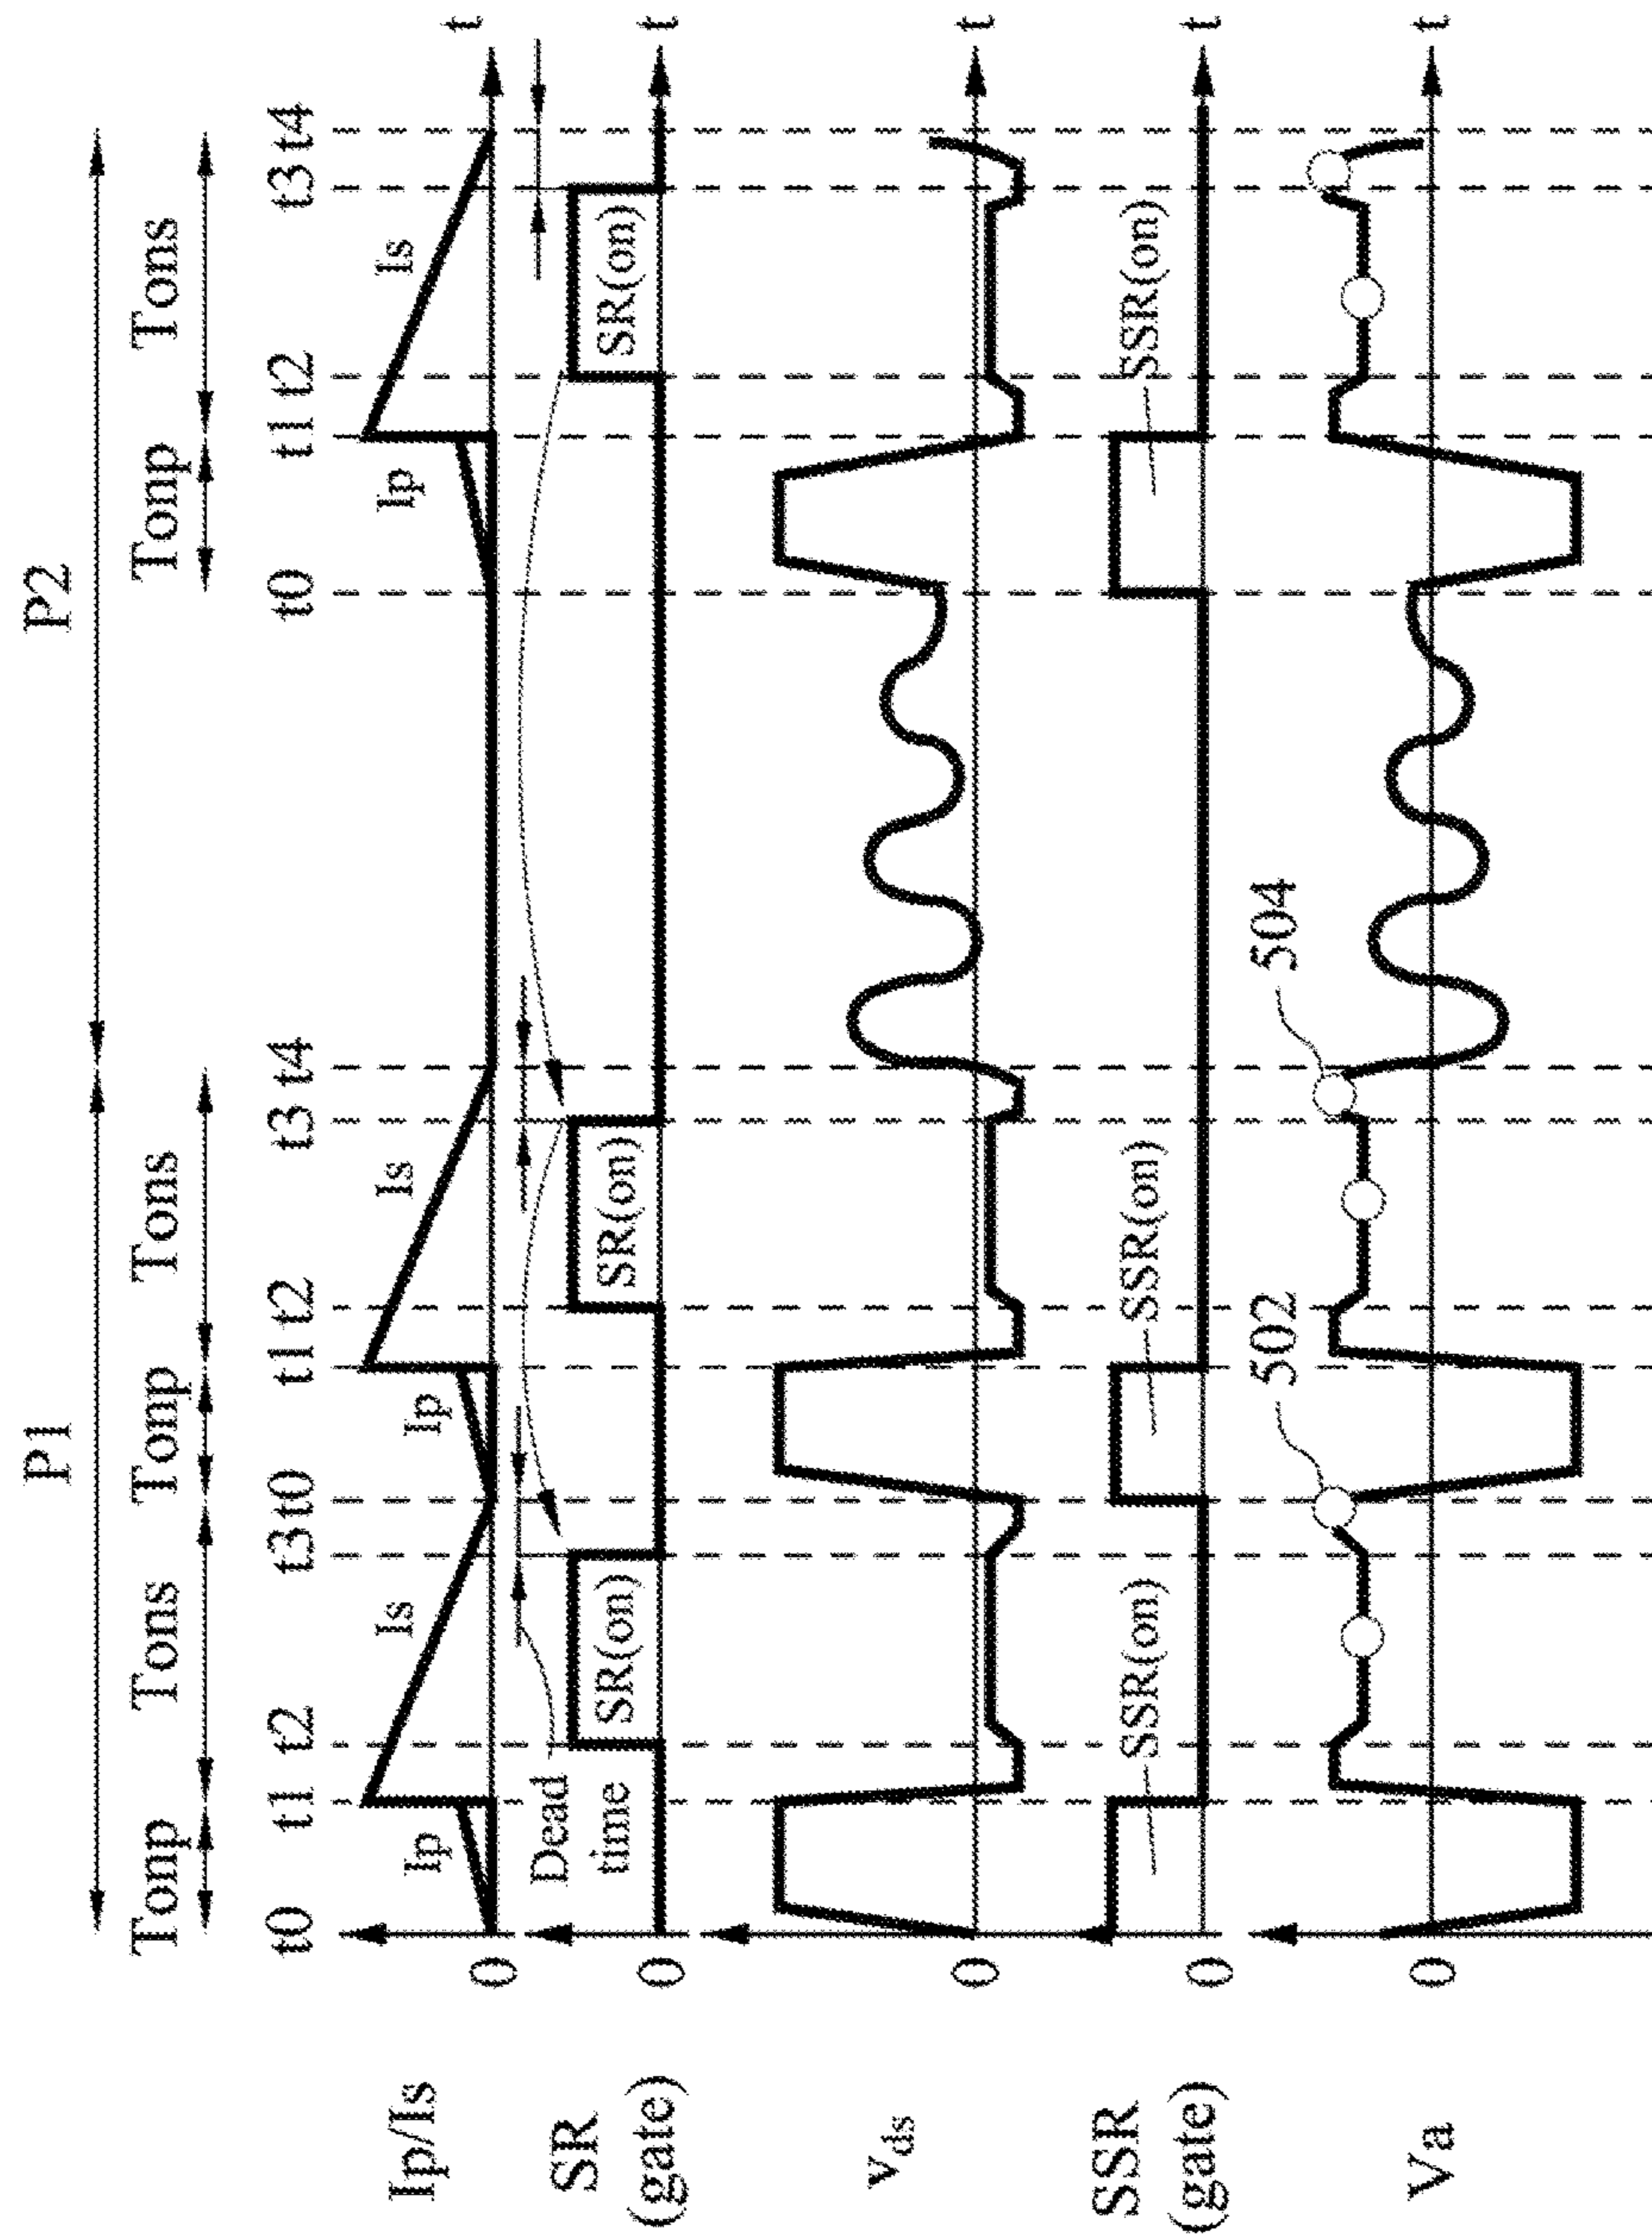 P1 P2
Tonp Tons Tonp Tons Tonp Tons
t0 t1 t2 t3 t0 t1 t2 t3 t4 t0 t1 t2 t3 t4
Ip/Is
Ip Is Ip Is Ip Is
0 t
Dead
time
SR
(gate)
SR(on) SR(on) SR(on)
0 t
vds
0 t
SSR
(gate)
SSR(on) SSR(on) SSR(on)
0 t
502 504
Va
0 t